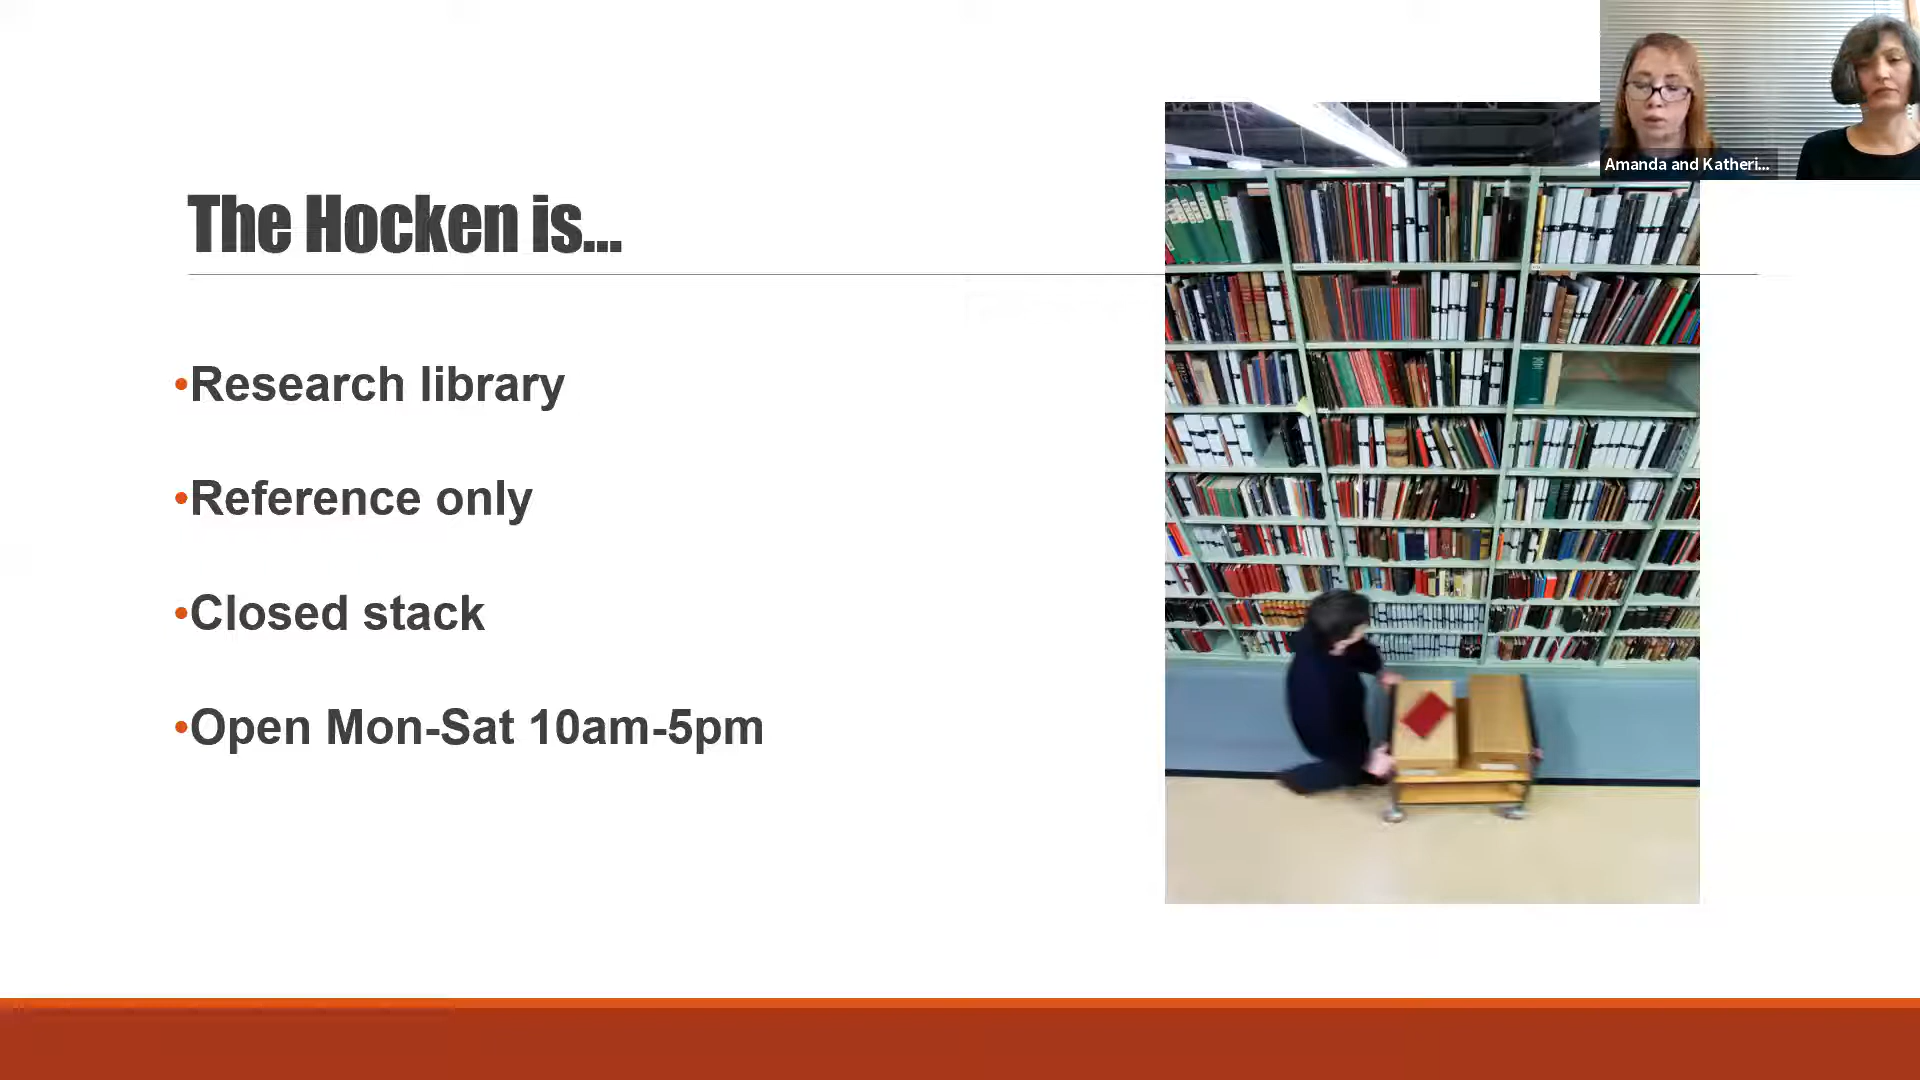 Amanda and Katheri...
The Hocken is...
•Research library
•Reference only
•Closed stack
•Open Mon-Sat 10am-5pm